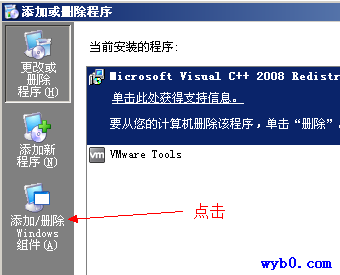 添加或删除程序
更改或
删除
程序(H)
当前安装的程序:
Microsoft Visual C++ 2008 Redistr
单击此处获得支持信息。
要从您的计算机删除该程序，单击“删除”。
添加新
程序(N)
VMware Tools
添加/删除
Windows
组件(A)
点击
wyb0.com